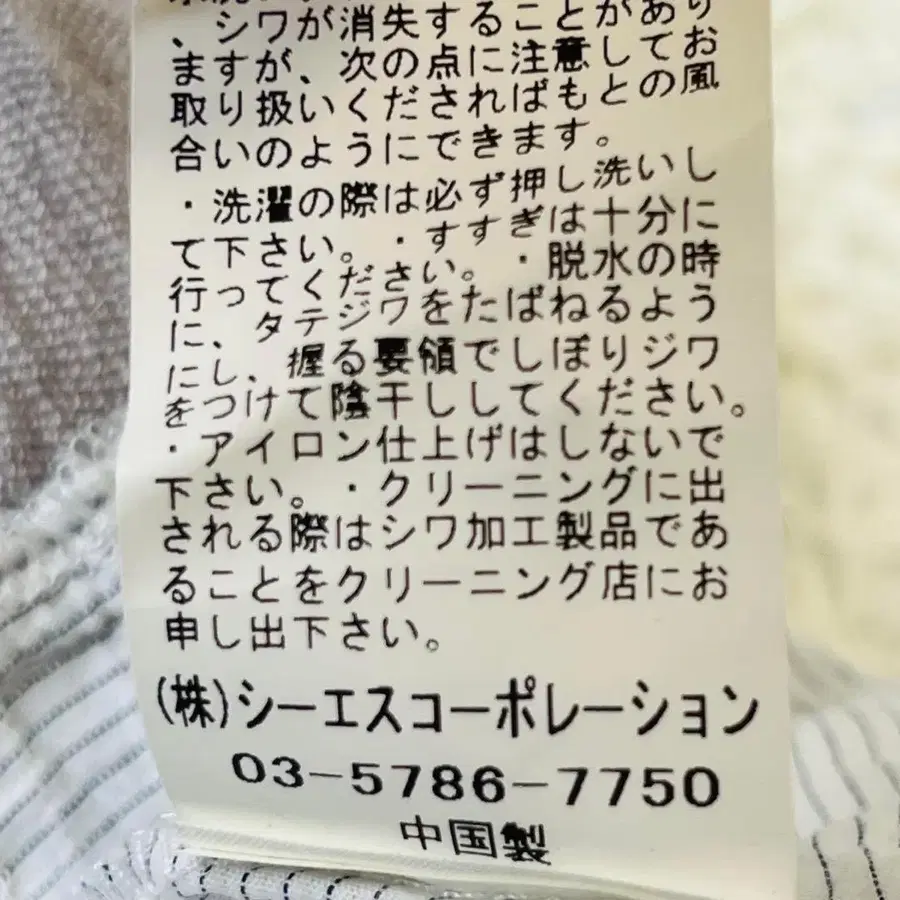 、シワが消失することがあり
ますが、次の点に注意してお
取り扱いくださればもとの風
合いのようにできます。
・洗濯の際は必ず押し洗いし
て下さい。・すすぎは十分に
行ってください。・脱水の時
に、タテジワをたばねるよう
にし、握る要領でしぼりジワ
をつけて陰干ししてください。
・アイロン仕上げはしないで
下さい。・クリーニングに出
される際はシワ加工製品であ
ることをクリーニング店にお
申し出下さい。
(株)シーエスコーポレーション
03-5786-7750
中国製